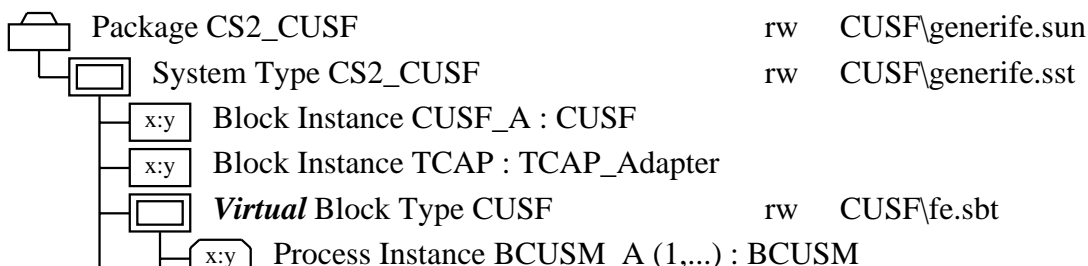 Package CS2_CUSF rw CUSF\generife.sun
System Type CS2_CUSF rw CUSF\generife.sst
x:y Block Instance CUSF_A : CUSF
x:y Block Instance TCAP : TCAP_Adapter
Virtual Block Type CUSF rw CUSF\fe.sbt
x:y Process Instance BCUSM_A (1,...) : BCUSM